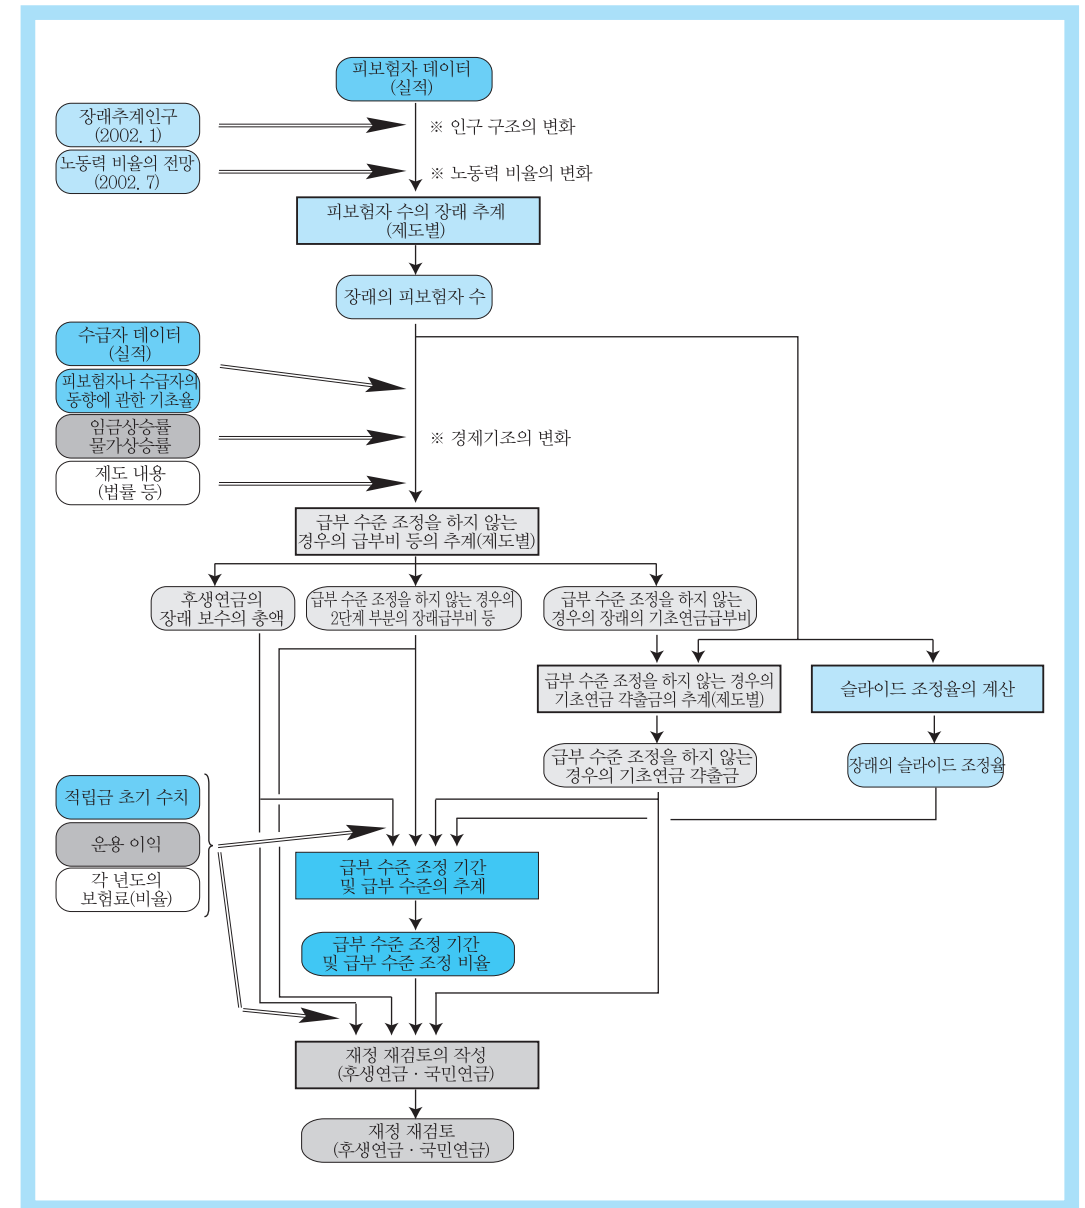 피보험자 데이터
(실적)
장래추계인구
(2002. 1)
※ 인구 구조의 변화
노동력 비율의 전망
(2002. 7)
※ 노동력 비율의 변화
피보험자 수의 장래 추계
(제도별)
장래의 피보험자 수
수급자 데이터
(실적)
피보험자나 수급자의
동향에 관한 기초율
임금상승률
물가상승률
※ 경제기조의 변화
제도 내용
(법률 등)
급부 수준 조정을 하지 않는
경우의 급부비 등의 추계(제도별)
후생연금의
장래 보수의 총액
급부 수준 조정을 하지 않는 경우의
2단계 부분의 장래급부비 등
급부 수준 조정을 하지 않는
경우의 장래의 기초연금급부비
급부 수준 조정을 하지 않는 경우의
기초연금 갹출금의 추계(제도별)
슬라이드 조정율의 계산
급부 수준 조정을 하지 않는
경우의 기초연금 갹출금
장래의 슬라이드 조정율
적립금 초기 수치
운용 이익
각 년도의
보험료(비율)
급부 수준 조정 기간
및 급부 수준의 추계
급부 수준 조정 기간
및 급부 수준 조정 비율
재정 재검토의 작성
(후생연금 · 국민연금)
재정 재검토
(후생연금 · 국민연금)